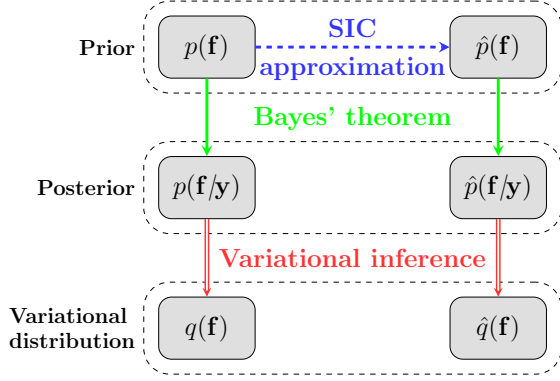 Prior p(f) SIC p̂(f)
approximation
Bayes' theorem
Posterior p(f/y) p̂(f/y)
Variational inference
Variational
distribution q(f) q̂(f)